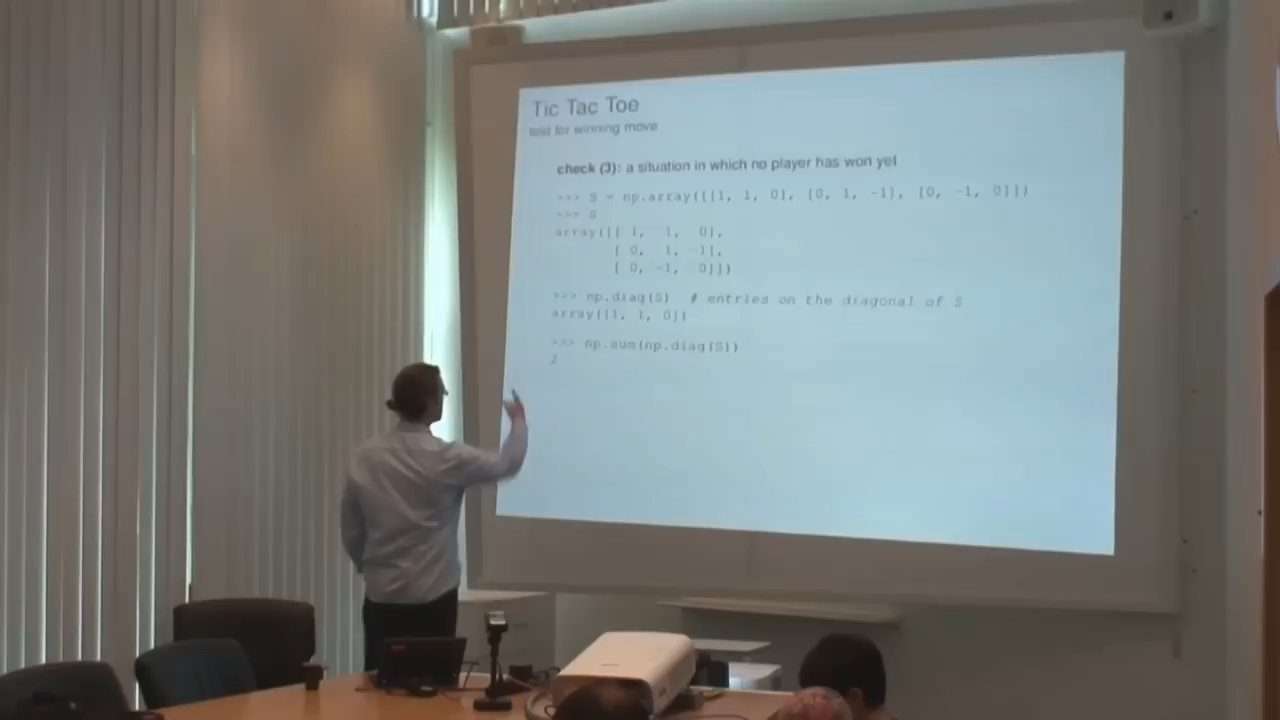 Tic Tac Toe
test for winning move
check (3): a situation in which no player has won yet
>>> S = np.array([[1, 1, 0], [0, 1, -1], [0, -1, 0]])
>>> S
array([[ 1, 1, 0],
[ 0, 1, -1],
[ 0, -1, 0]])
>>> np.diag(S) # entries on the diagonal of S
array([1, 1, 0])
>>> np.sum(np.diag(S))
2